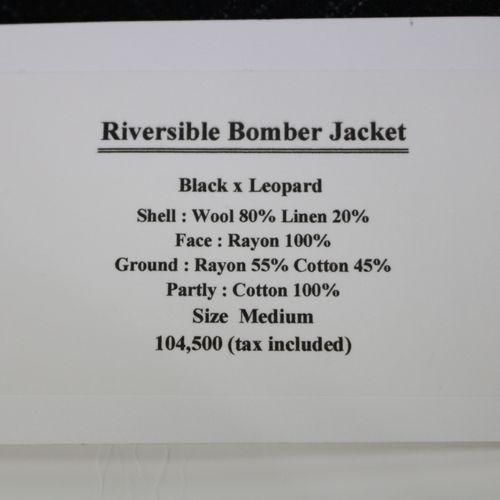 Riversible Bomber Jacket
Black x Leopard
Shell : Wool 80% Linen 20%
Face : Rayon 100%
Ground : Rayon 55% Cotton 45%
Partly : Cotton 100%
Size Medium
104,500 (tax included)